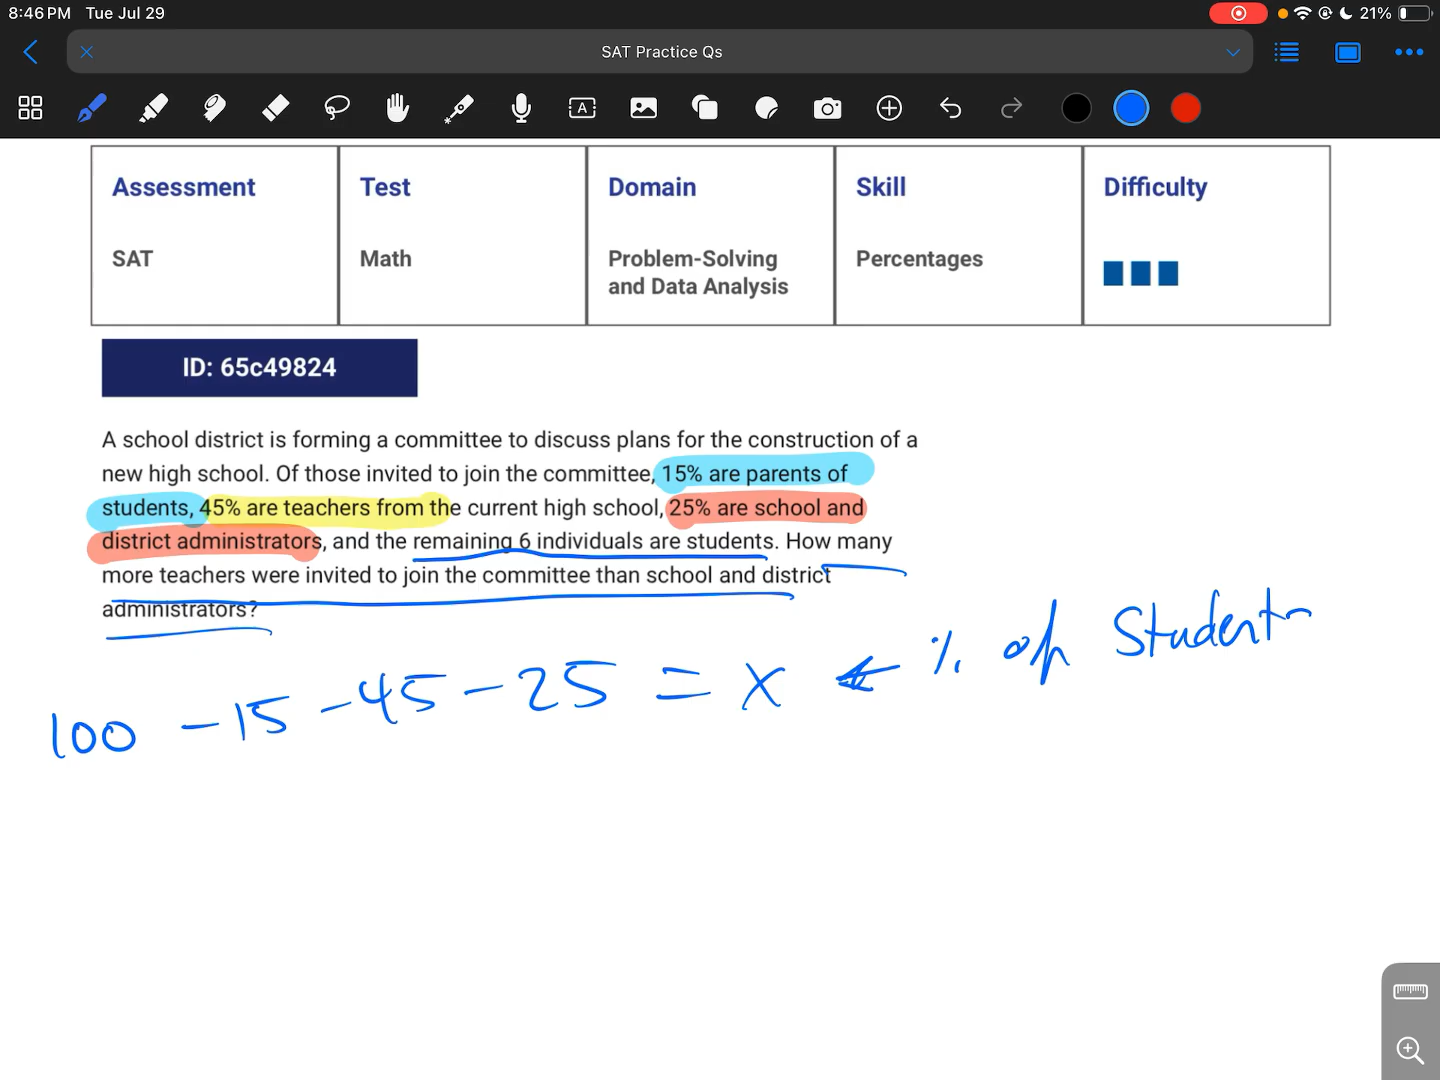 8:46 PM Tue Jul 29 21%
SAT Practice Qs
A
Assessment Test Domain Skill Difficulty
SAT Math Problem-Solving and Data Analysis Percentages
ID: 65c49824
A school district is forming a committee to discuss plans for the construction of a
new high school. Of those invited to join the committee, 15% are parents of
students, 45% are teachers from the current high school, 25% are school and
district administrators, and the remaining 6 individuals are students. How many
more teachers were invited to join the committee than school and district
administrators?
100 - 15 - 45 - 25 = x ← % of Students